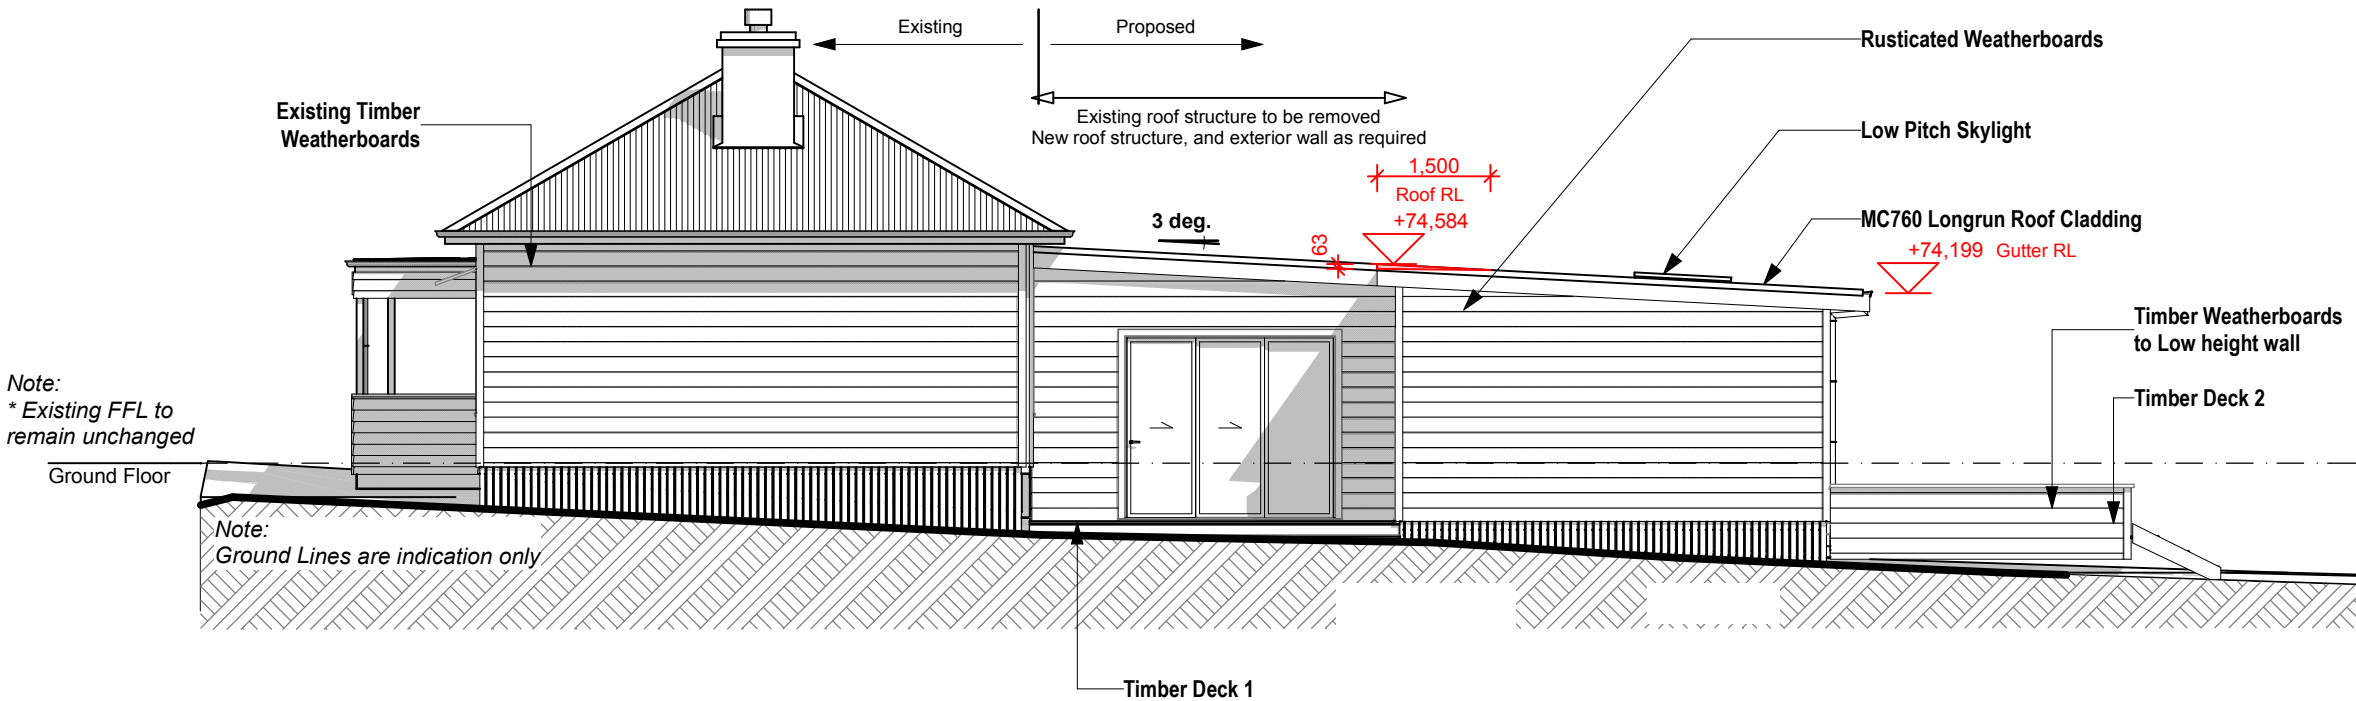 Existing
Proposed
Rusticated Weatherboards
Existing Timber
Weatherboards
Existing roof structure to be removed
New roof structure, and exterior wall as required
Low Pitch Skylight
1,500
Roof RL
+74,584
3 deg.
63
MC760 Longrun Roof Cladding
+74,199 Gutter RL
Timber Weatherboards
to Low height wall
Timber Deck 2
Note:
* Existing FFL to
remain unchanged
Ground Floor
Note:
Ground Lines are indication only
Timber Deck 1